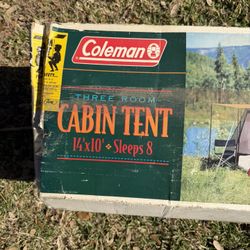 Coleman
THREE ROOM
CABIN TENT
14'x10' • Sleeps 8